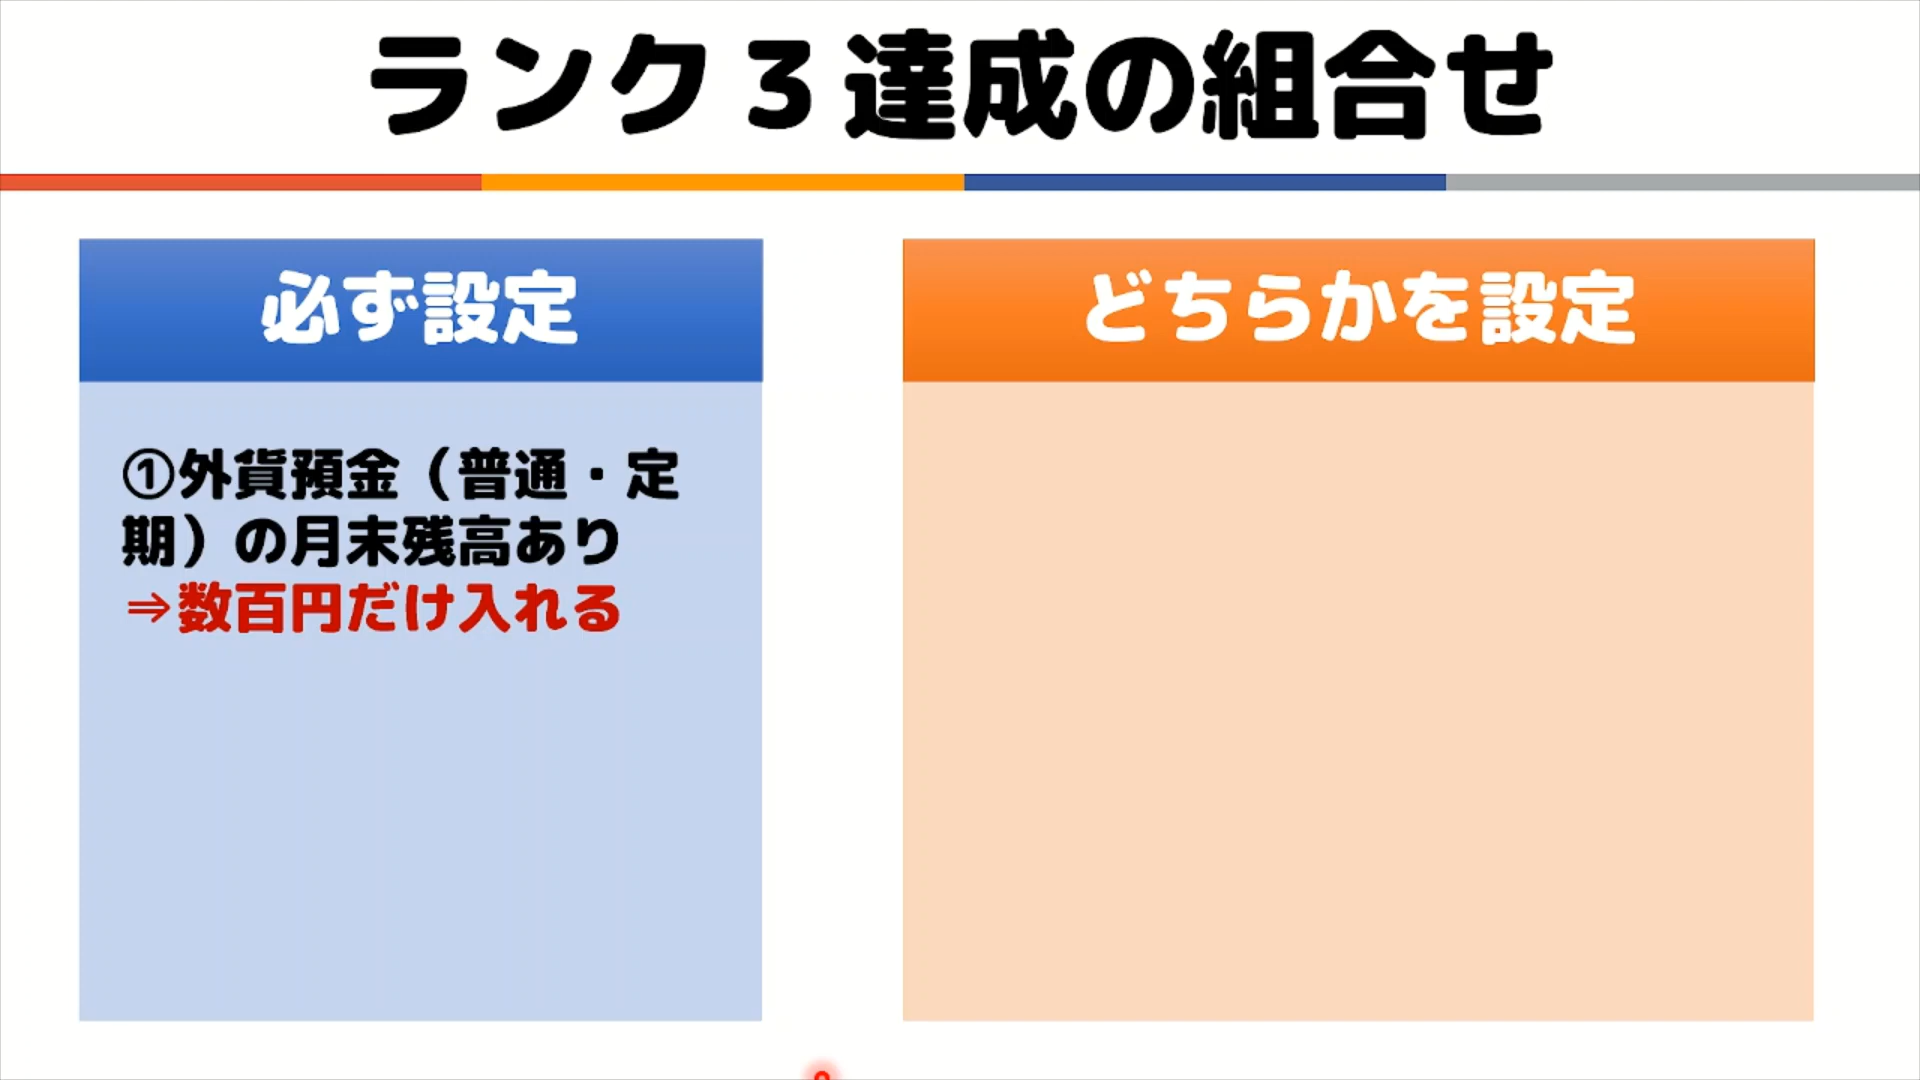 ランク３達成の組合せ
必ず設定
どちらかを設定
①外貨預金（普通・定
期）の月末残高あり
⇒数百円だけ入れる